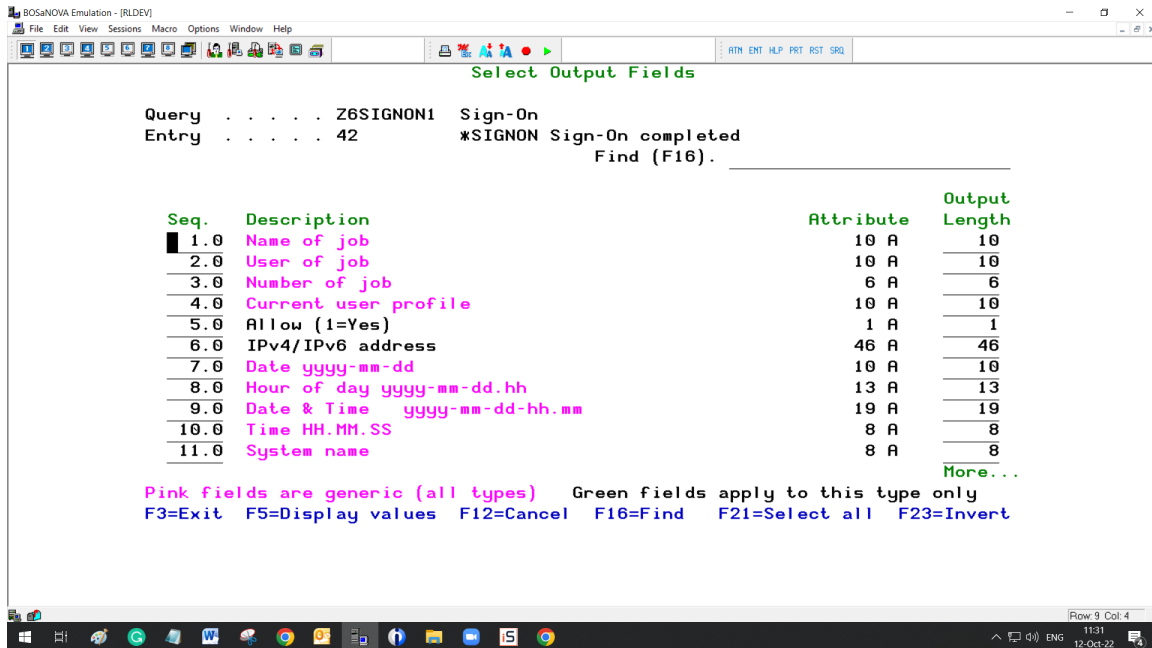 BOSaNOVA Emulation - [RLDEV]
File Edit View Sessions Macro Options Window Help
ATN ENT HLP PRT RST SRQ
Select Output Fields
Query . . . . . Z6SIGNON1 Sign-On
Entry . . . . . 42 *SIGNON Sign-On completed
Find (F16).
Output
Seq. Description Attribute Length
1.0 Name of job 10 A 10
2.0 User of job 10 A 10
3.0 Number of job 6 A 6
4.0 Current user profile 10 A 10
5.0 Allow (1=Yes) 1 A 1
6.0 IPv4/IPv6 address 46 A 46
7.0 Date yyyy-mm-dd 10 A 10
8.0 Hour of day yyyy-mm-dd.hh 13 A 13
9.0 Date & Time yyyy-mm-dd-hh.mm 19 A 19
10.0 Time HH.MM.SS 8 A 8
11.0 System name 8 A 8
More...
Pink fields are generic (all types) Green fields apply to this type only
F3=Exit F5=Display values F12=Cancel F16=Find F21=Select all F23=Invert
Row: 9 Col: 4
ENG 11:31
12-Oct-22